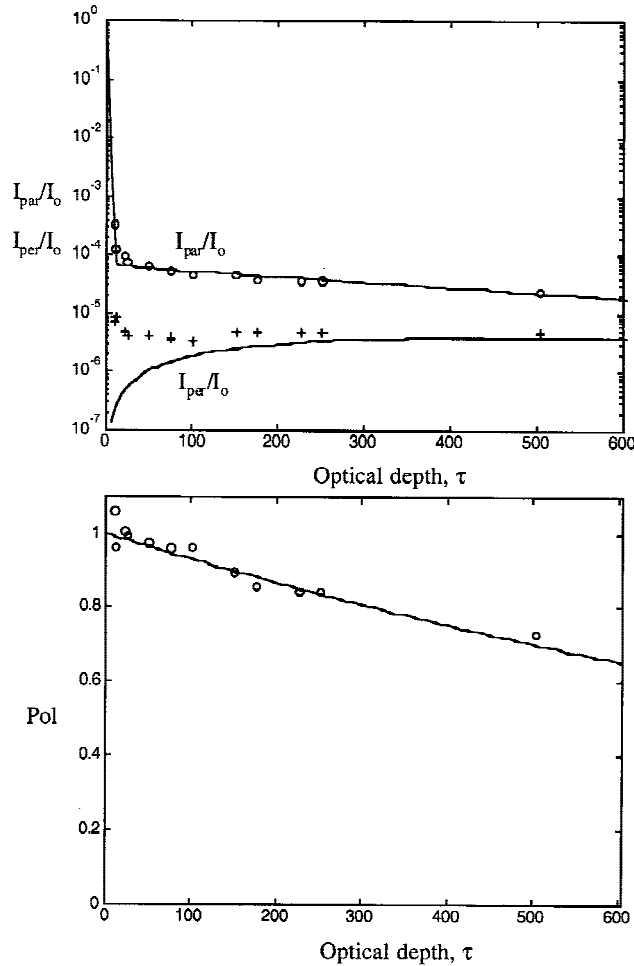 10⁰
10⁻¹
10⁻²
10⁻³
I_par/I_o
I_per/I_o
I_par/I_o
10⁻⁴
10⁻⁵
10⁻⁶
I_per/I_o
10⁻⁷
0 100 200 300 400 500 600
Optical depth, τ
1
0.8
0.6
Pol
0.4
0.2
0
0 100 200 300 400 500 600
Optical depth, τ